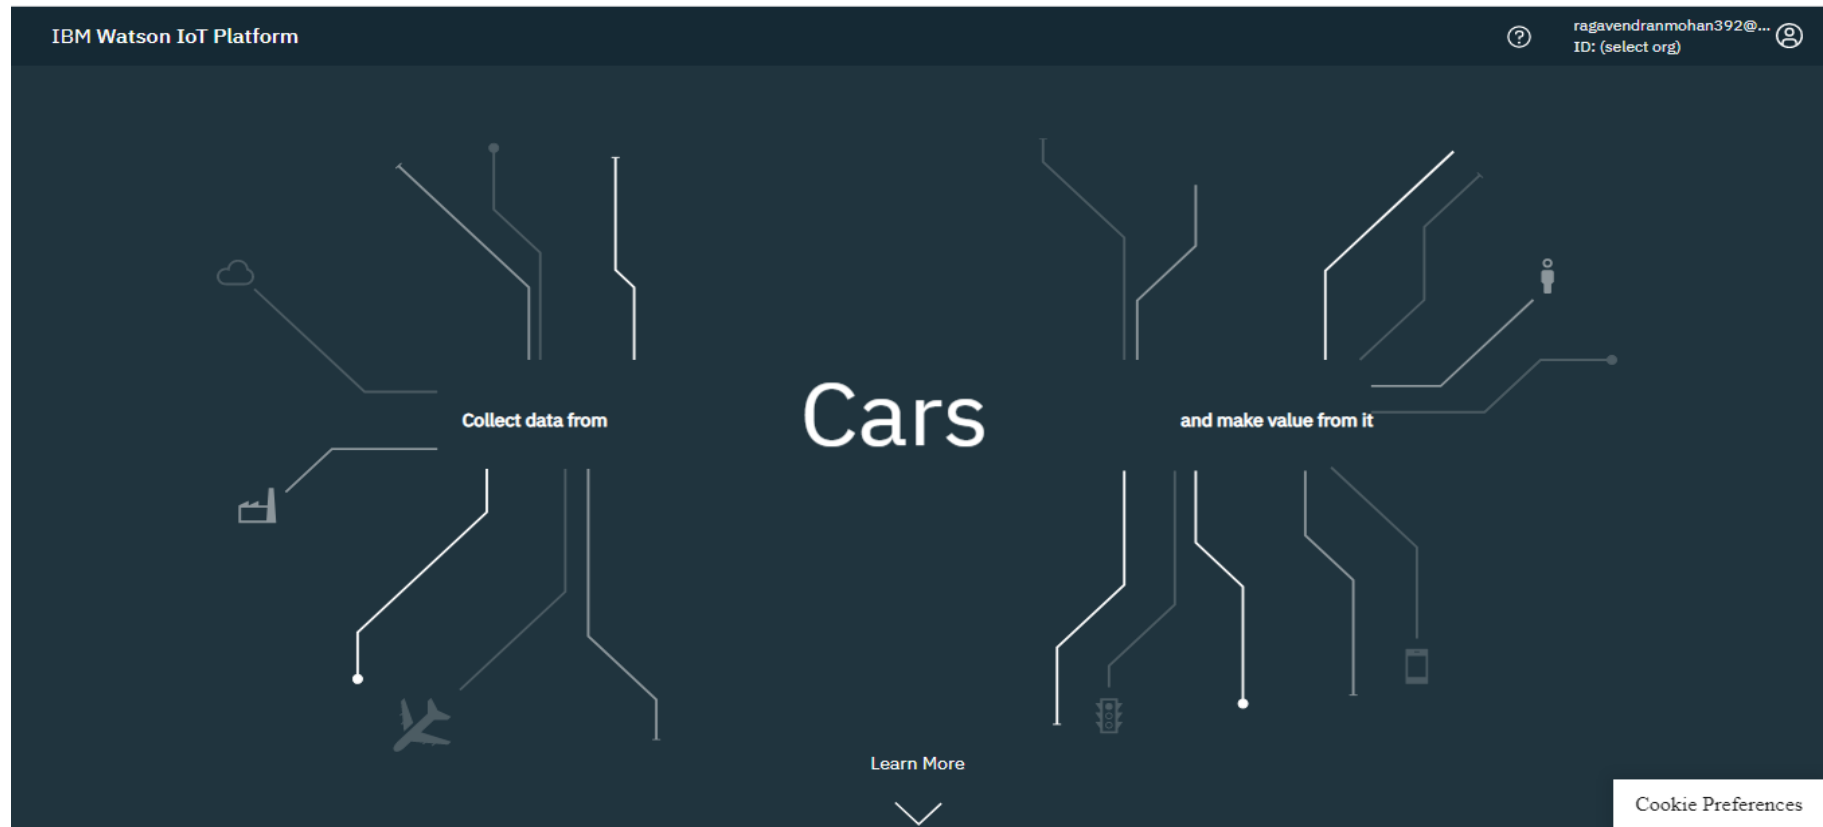 IBM Watson IoT Platform
ragavendranmohan392@...
ID: (select org)
Collect data from
Cars
and make value from it
Learn More
Cookie Preferences